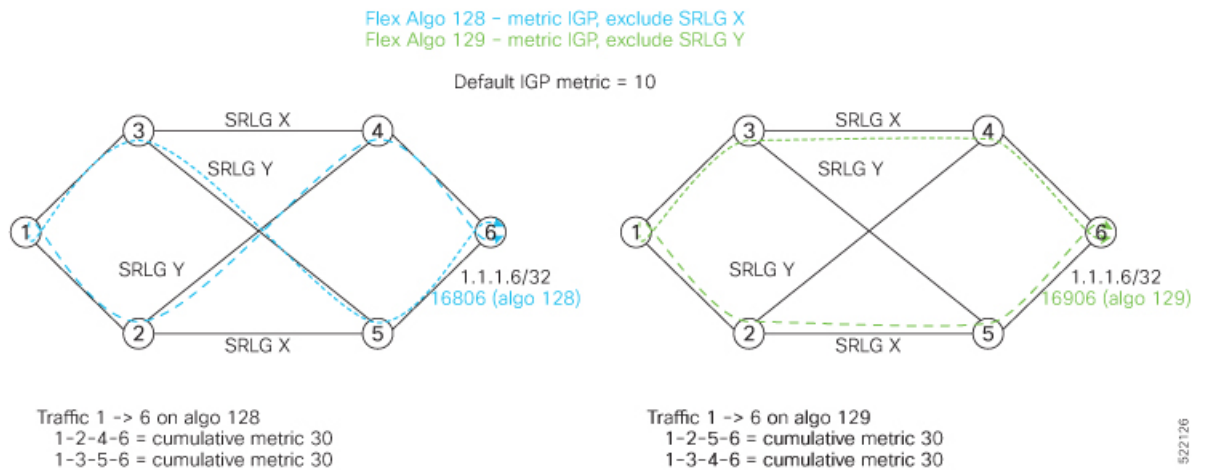 Flex Algo 128 - metric IGP, exclude SRLG X
Flex Algo 129 - metric IGP, exclude SRLG Y
Default IGP metric = 10
3
SRLG X
4
SRLG Y
1
6
SRLG Y
1.1.1.6/32
16806 (algo 128)
2
SRLG X
5
3
SRLG X
4
SRLG Y
1
6
SRLG Y
1.1.1.6/32
16906 (algo 129)
2
SRLG X
5
Traffic 1 -> 6 on algo 128
1-2-4-6 = cumulative metric 30
1-3-5-6 = cumulative metric 30
Traffic 1 -> 6 on algo 129
1-2-5-6 = cumulative metric 30
1-3-4-6 = cumulative metric 30
522126